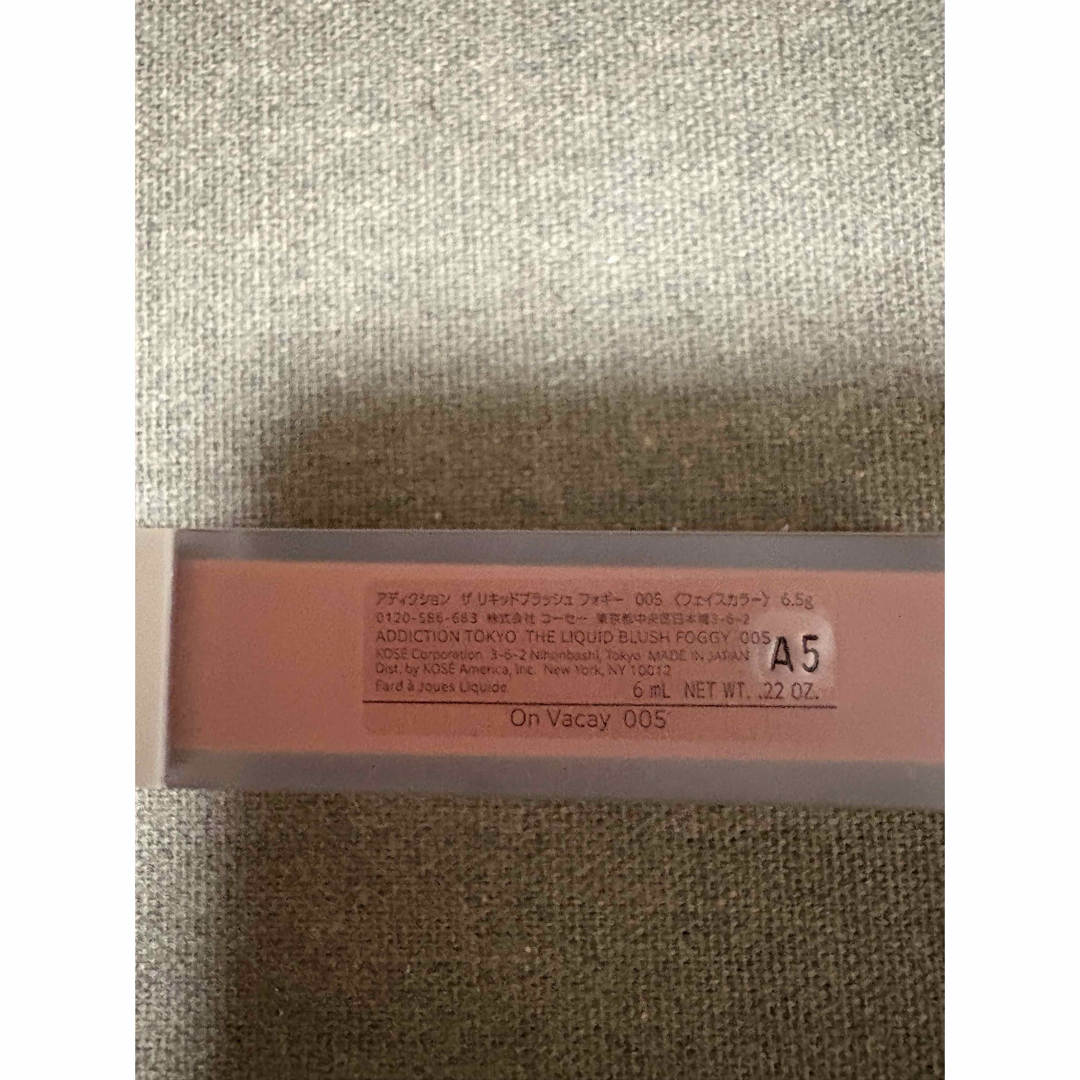 アディクション ザ リキッドブラッシュ フォギー 005 〈フェイスカラー〉 6.5g
0120-586-683 株式会社 コーセー 東京都中央区日本橋3-6-2
ADDICTION TOKYO THE LIQUID BLUSH FOGGY 005
KOSÉ Corporation 3-6-2 Nihonbashi, Tokyo MADE IN JAPAN
A5
Dist. by KOSÉ America, Inc. New York, NY 10012
Fard à Joues Liquide 6 mL NET WT. .22 OZ.
On Vacay 005